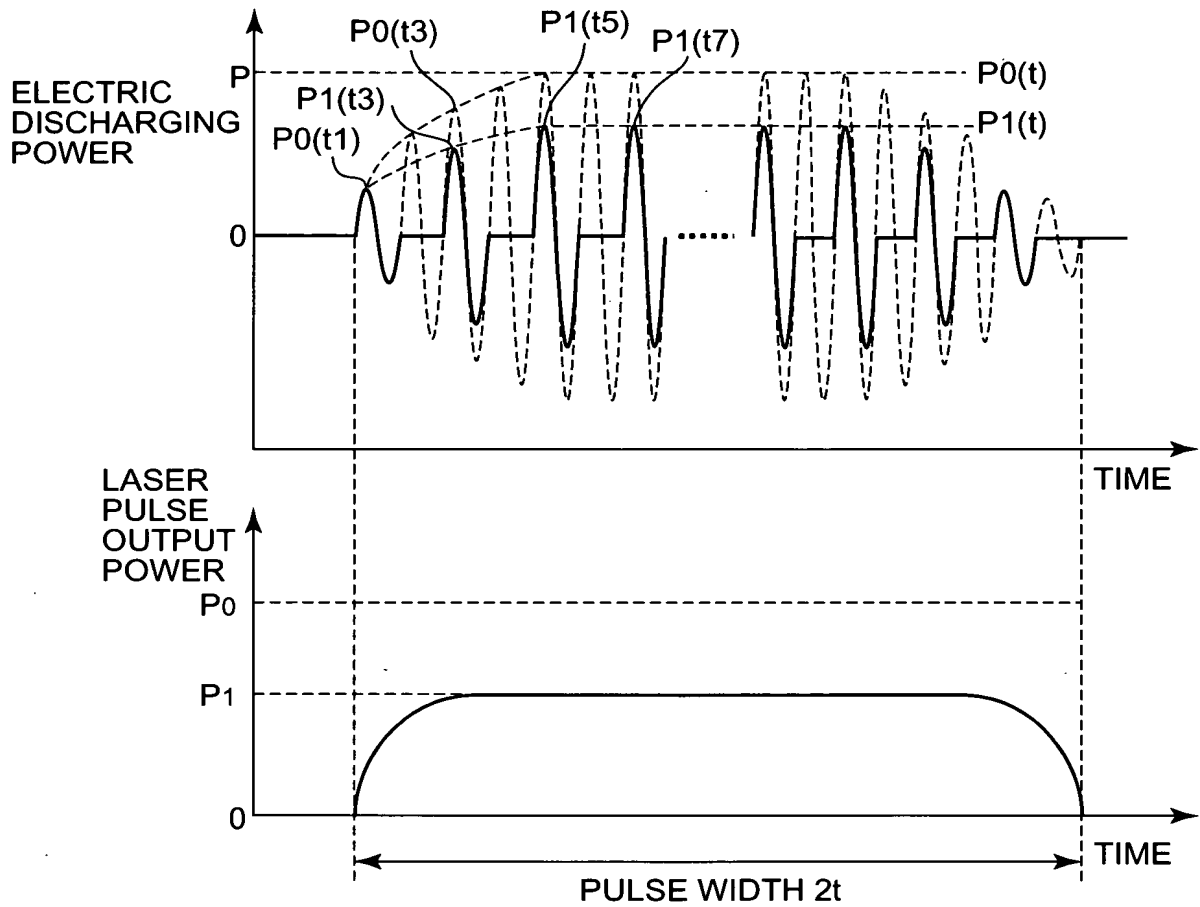 P0(t3)
P1(t5)
P1(t7)
P
P0(t)
ELECTRIC
DISCHARGING
POWER
P1(t3)
P1(t)
P0(t1)
0
TIME
LASER
PULSE
OUTPUT
POWER
P0
P1
0
TIME
PULSE WIDTH 2t